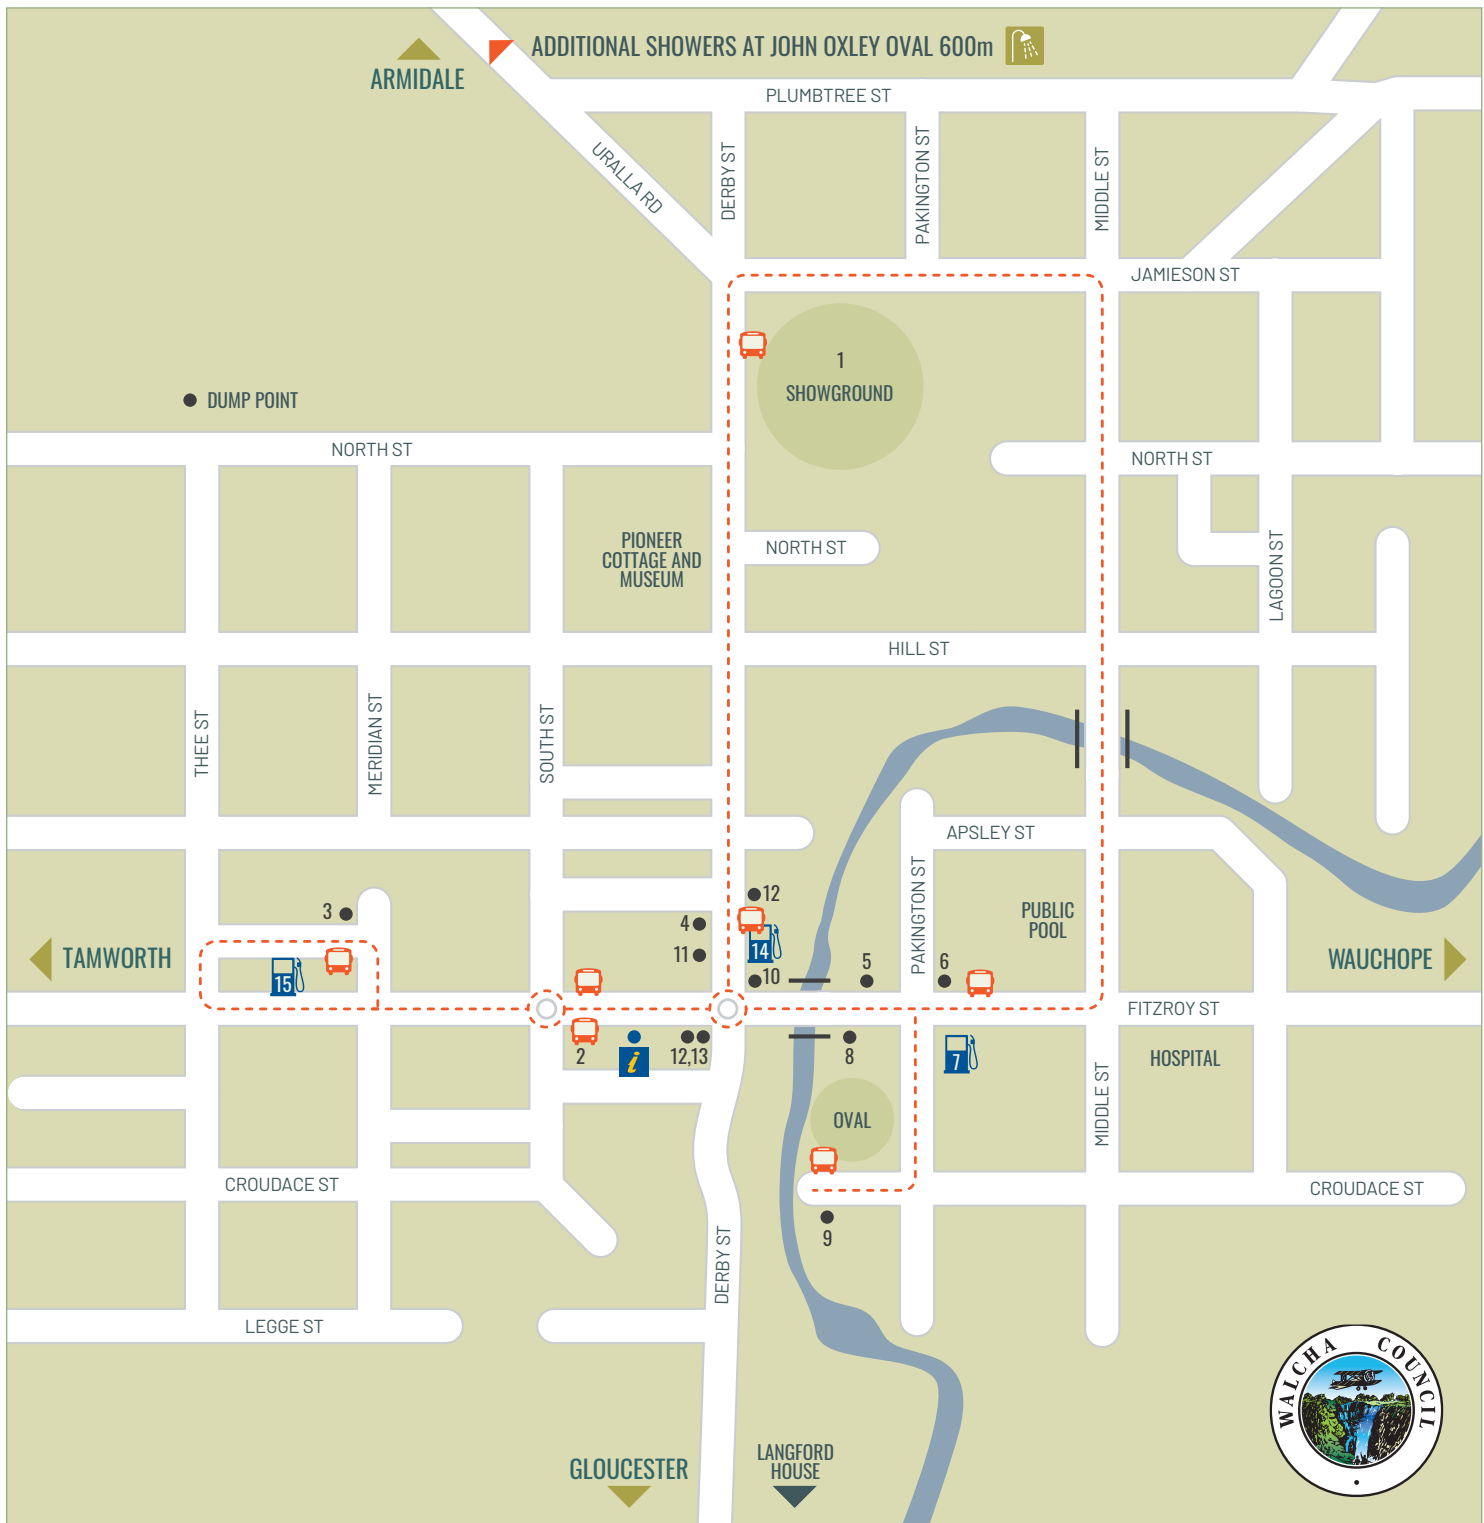 ADDITIONAL SHOWERS AT JOHN OXLEY OVAL 600m
ARMIDALE
PLUMBTREE ST
URALLA RD
DERBY ST
PAKINGTON ST
MIDDLE ST
JAMIESON ST
1
SHOWGROUND
DUMP POINT
NORTH ST
NORTH ST
PIONEER
COTTAGE AND
MUSEUM
NORTH ST
LAGOON ST
HILL ST
THEE ST
MERIDIAN ST
SOUTH ST
APSLEY ST
PAKINGTON ST
12
3
4
PUBLIC
POOL
TAMWORTH
11
14
WAUCHOPE
15
10
5
6
FITZROY ST
2
i
12,13
8
7
HOSPITAL
MIDDLE ST
OVAL
CROUDACE ST
CROUDACE ST
9
DERBY ST
LEGGE ST
WALCHA COUNCIL
GLOUCESTER
LANGFORD
HOUSE